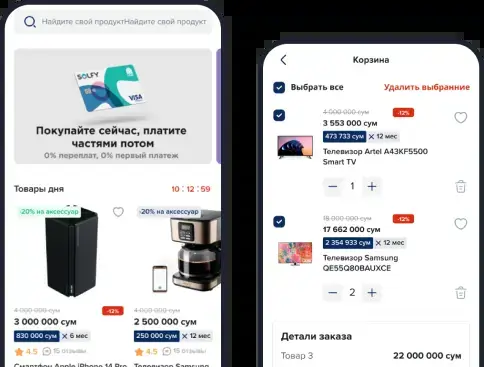 Найдите свой продуктНайдите свой продукт
SOLFY
VISA
Покупайте сейчас, платите
частями потом
0% переплат, 0% первый платеж
Товары дня
10 : 12 : 59
-20% на аксессуар
-20% на аксессуар
4 000 000 сум
-12%
3 000 000 сум
830 000 сум × 6 мес
4.5
15 отзывы
Смартфон Apple iPhone 14 Pro
4 000 000 сум
2 500 000 сум
250 000 сум × 12 мес
4.5
15 отзывы
Телевизор Samsung
Корзина
Выбрать все
Удалить выбранние
4 000 000 сум
-12%
3 553 000 сум
473 733 сум × 12 мес
Телевизор Artel A43KF5500
Smart TV
1
18 000 000 сум
-12%
17 662 000 сум
2 354 933 сум × 12 мес
Телевизор Samsung
QE55Q80BAUXCE
2
Детали заказа
Товар 3
22 000 000 сум